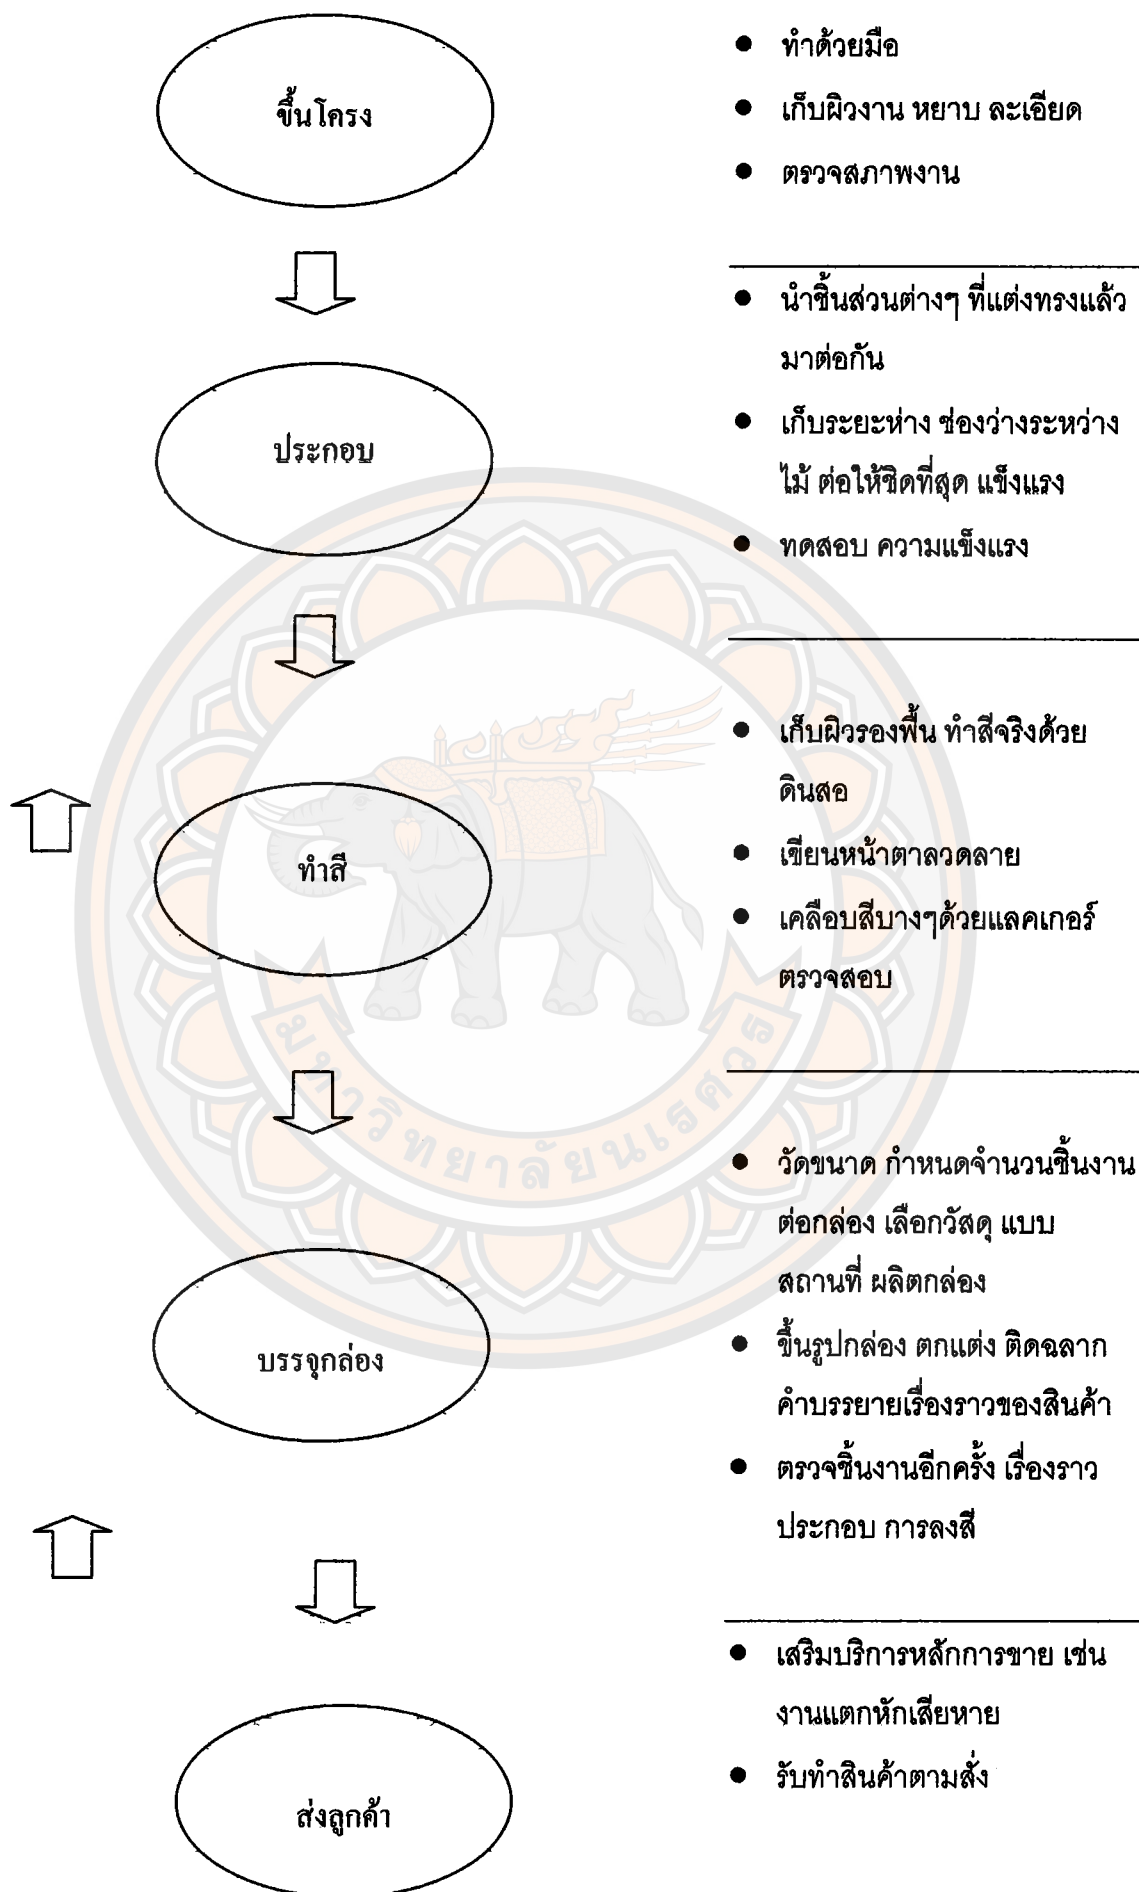 ขึ้นโครง
● ทำด้วยมือ
● เก็บผิวงาน หยาบ ละเอียด
● ตรวจสภาพงาน
ประกอบ
● นำชิ้นส่วนต่างๆ ที่แต่งทรงแล้ว
มาต่อกัน
● เก็บระยะห่าง ช่องว่างระหว่าง
ไม้ ต่อให้ชิดที่สุด แข็งแรง
● ทดสอบ ความแข็งแรง
ทำสี
● เก็บผิวรองพื้น ทำสีจริงด้วย
ดินสอ
● เขียนหน้าตาลวดลาย
● เคลือบสีบางๆด้วยแลคเกอร์
ตรวจสอบ
มหาวิทยาลัยนเรศวร
บรรจุกล่อง
● วัดขนาด กำหนดจำนวนชิ้นงาน
ต่อกล่อง เลือกวัสดุ แบบ
สถานที่ ผลิตกล่อง
● ขึ้นรูปกล่อง ตกแต่ง ติดฉลาก
คำบรรยายเรื่องราวของสินค้า
● ตรวจชิ้นงานอีกครั้ง เรื่องราว
ประกอบ การลงสี
ส่งลูกค้า
● เสริมบริการหลักการขาย เช่น
งานแตกหักเสียหาย
● รับทำสินค้าตามสั่ง